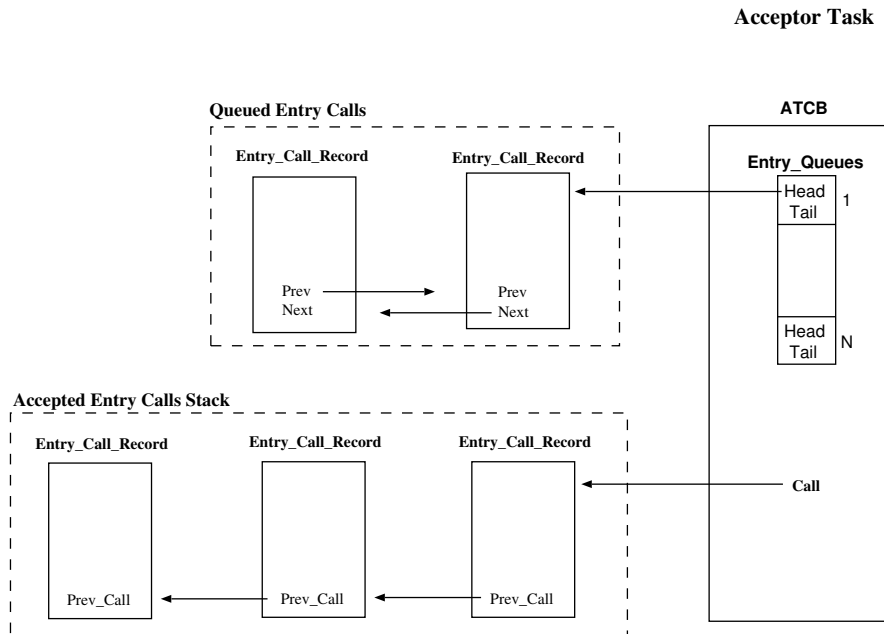 Acceptor Task
Queued Entry Calls
ATCB
Entry_Call_Record
Entry_Call_Record
Entry_Queues
Head
Tail
1
Prev
Next
Prev
Next
Head
Tail
N
Accepted Entry Calls Stack
Entry_Call_Record
Entry_Call_Record
Entry_Call_Record
Call
Prev_Call
Prev_Call
Prev_Call